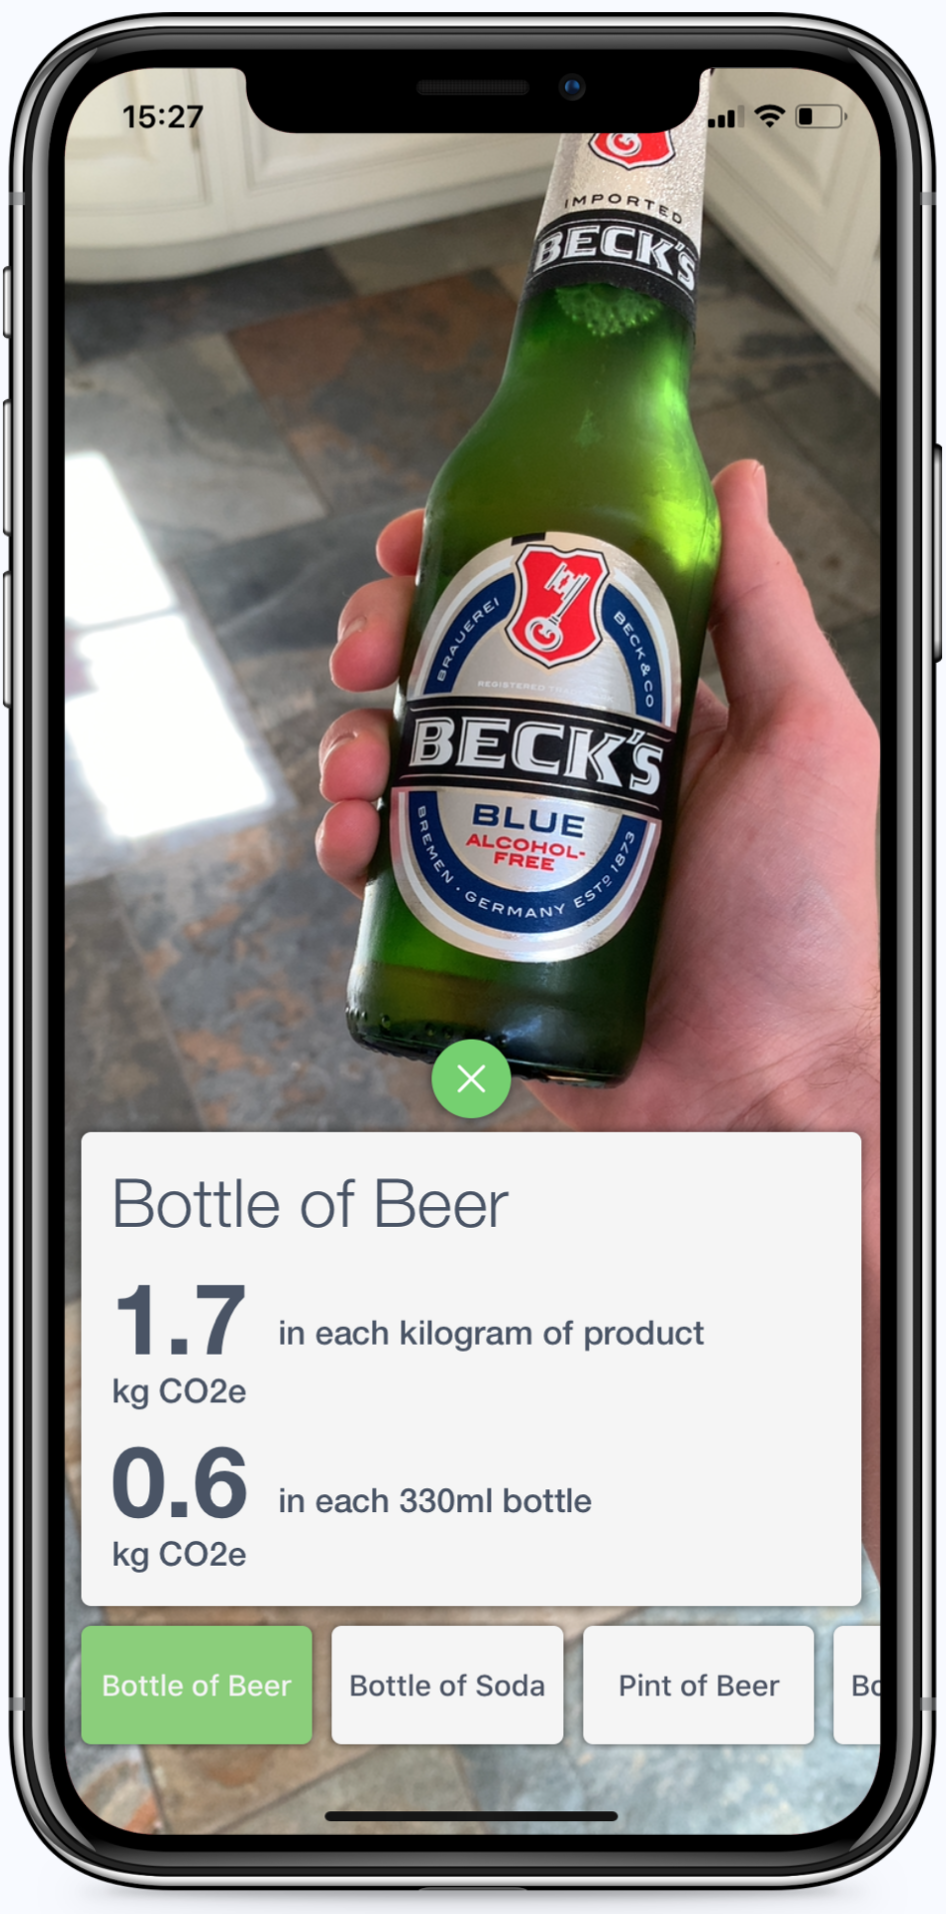 15:27
IMPORTED
BECK'S
BRAUEREI
BECK & CO
REGISTERED
BECK'S
BLUE
ALCOHOL-
FREE
BREMEN · GERMANY ESTD 1873
Bottle of Beer
1.7
in each kilogram of product
kg CO2e
0.6
in each 330ml bottle
kg CO2e
Bottle of Beer
Bottle of Soda
Pint of Beer